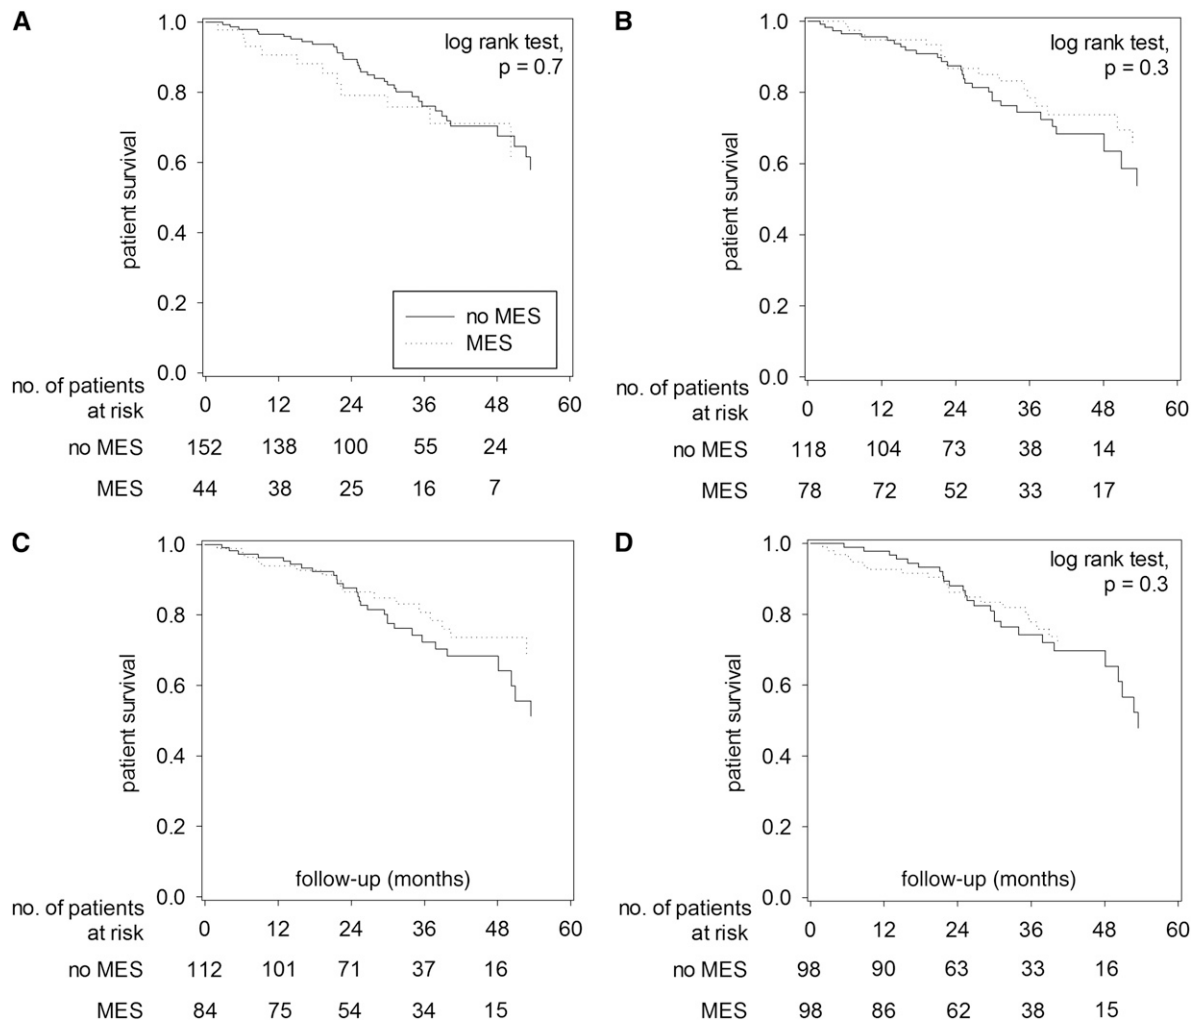 A
log rank test,
p = 0.7
1.0
0.8
0.6
0.4
0.2
0.0
patient survival
no MES
MES
no. of patients
at risk
0 12 24 36 48 60
no MES 152 138 100 55 24
MES 44 38 25 16 7
B
log rank test,
p = 0.3
1.0
0.8
0.6
0.4
0.2
0.0
patient survival
no. of patients
at risk
0 12 24 36 48 60
no MES 118 104 73 38 14
MES 78 72 52 33 17
C
1.0
0.8
0.6
0.4
0.2
0.0
patient survival
follow-up (months)
no. of patients
at risk
0 12 24 36 48 60
no MES 112 101 71 37 16
MES 84 75 54 34 15
D
log rank test,
p = 0.3
1.0
0.8
0.6
0.4
0.2
0.0
patient survival
follow-up (months)
no. of patients
at risk
0 12 24 36 48 60
no MES 98 90 63 33 16
MES 98 86 62 38 15